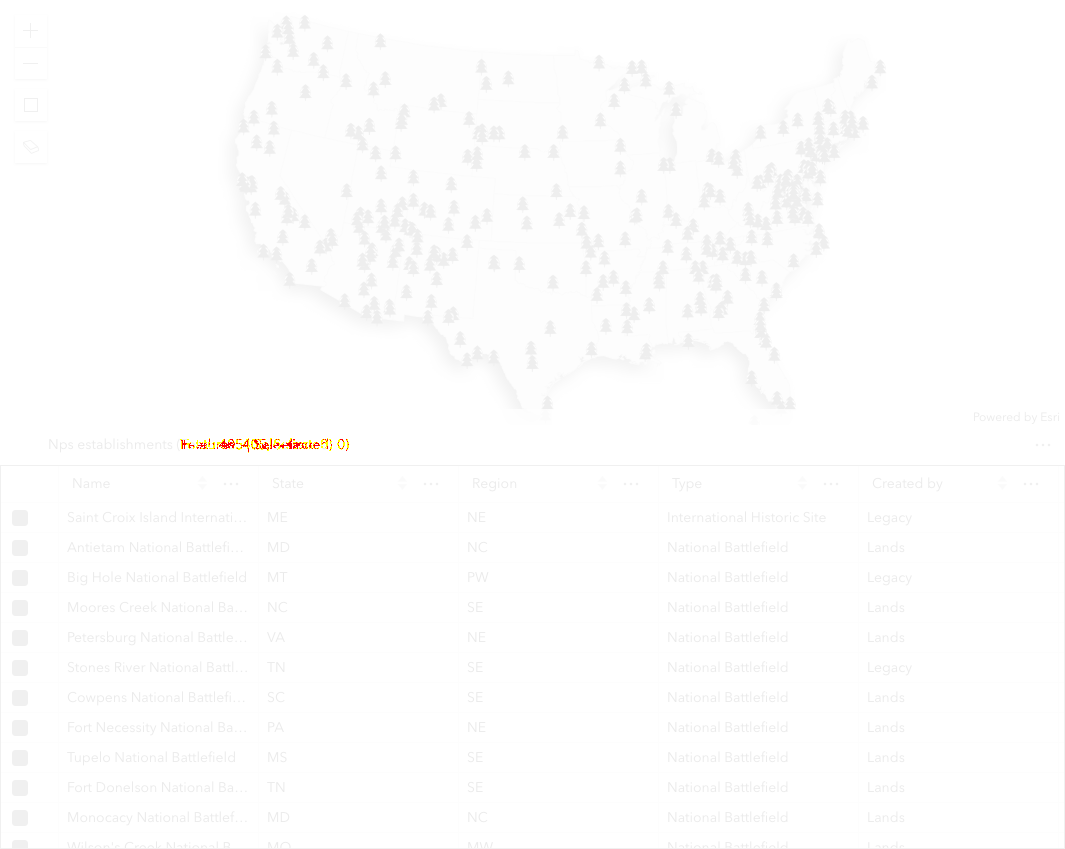 Powered by Esri
Nps establishments
Name State Region Type Created by
Saint Croix Island Internati… ME NE International Historic Site Legacy
Antietam National Battlefi… MD NC National Battlefield Lands
Big Hole National Battlefield MT PW National Battlefield Legacy
Moores Creek National Ba… NC SE National Battlefield Lands
Petersburg National Battle… VA NE National Battlefield Lands
Stones River National Battl… TN SE National Battlefield Legacy
Cowpens National Battlefi… SC SE National Battlefield Lands
Fort Necessity National Ba… PA NE National Battlefield Lands
Tupelo National Battlefield MS SE National Battlefield Lands
Fort Donelson National Ba… TN SE National Battlefield Lands
Monocacy National Battlef… MD NC National Battlefield Lands
Wilson's Creek National B… MO MW National Battlefield Lands